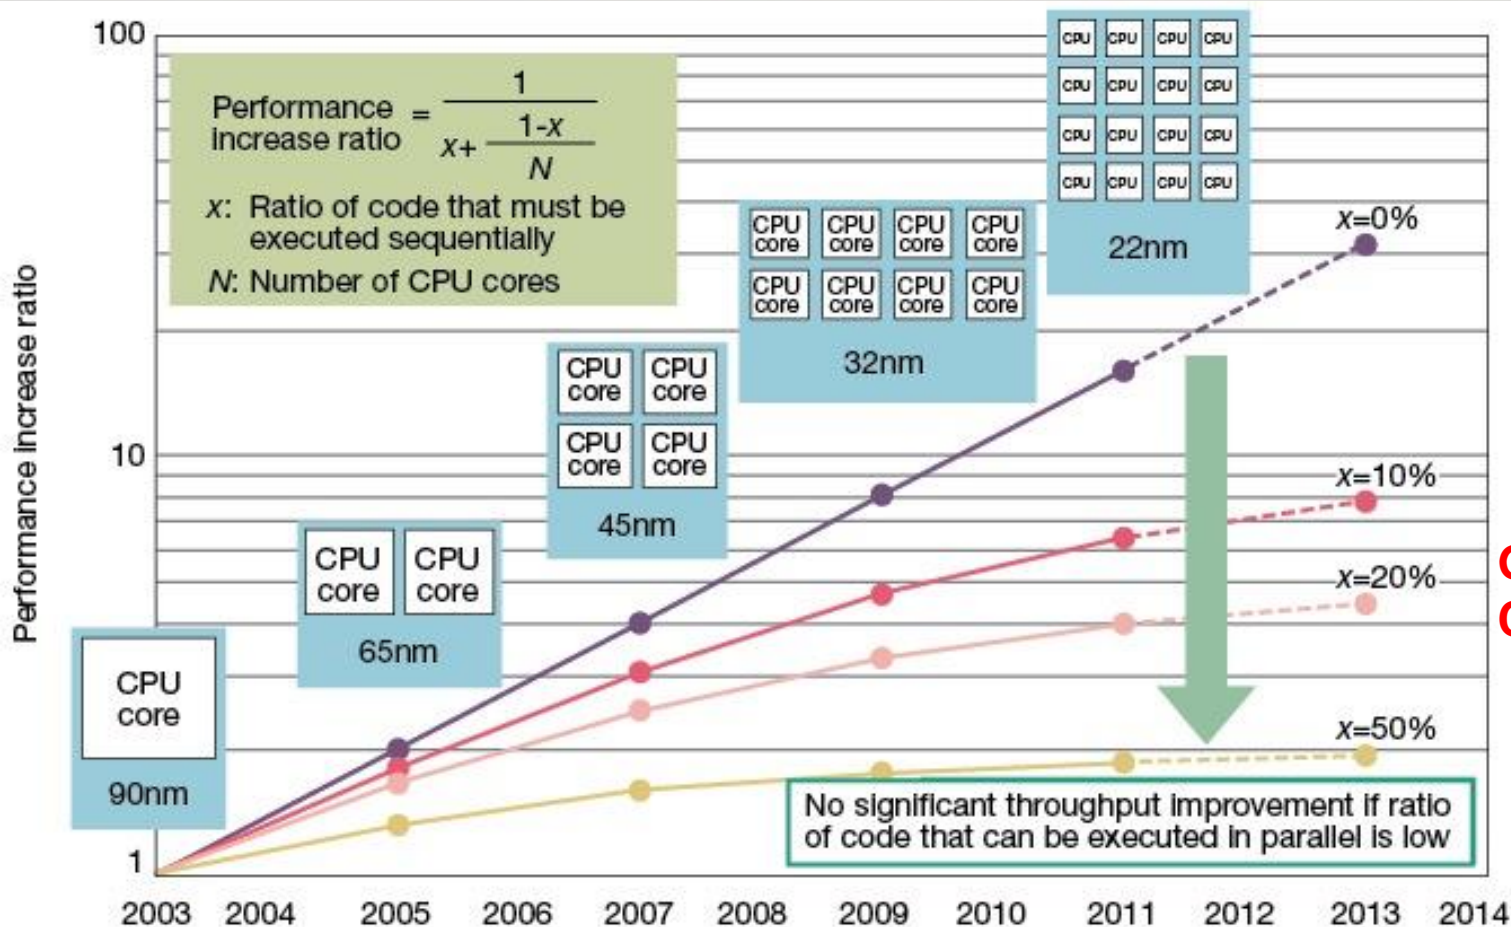 100
10
1
Performance increase ratio
Performance
increase ratio
=
1
x+
1-x
N
x: Ratio of code that must be
executed sequentially
N: Number of CPU cores
CPU
core
90nm
CPU
core
CPU
core
65nm
CPU
core
CPU
core
CPU
core
CPU
core
45nm
CPU
core
CPU
core
CPU
core
CPU
core
CPU
core
CPU
core
CPU
core
CPU
core
32nm
CPU CPU CPU CPU
CPU CPU CPU CPU
CPU CPU CPU CPU
CPU CPU CPU CPU
22nm
x=0%
x=10%
x=20%
x=50%
No significant throughput improvement if ratio
of code that can be executed in parallel is low
2003 2004 2005 2006 2007 2008 2009 2010 2011 2012 2013 2014